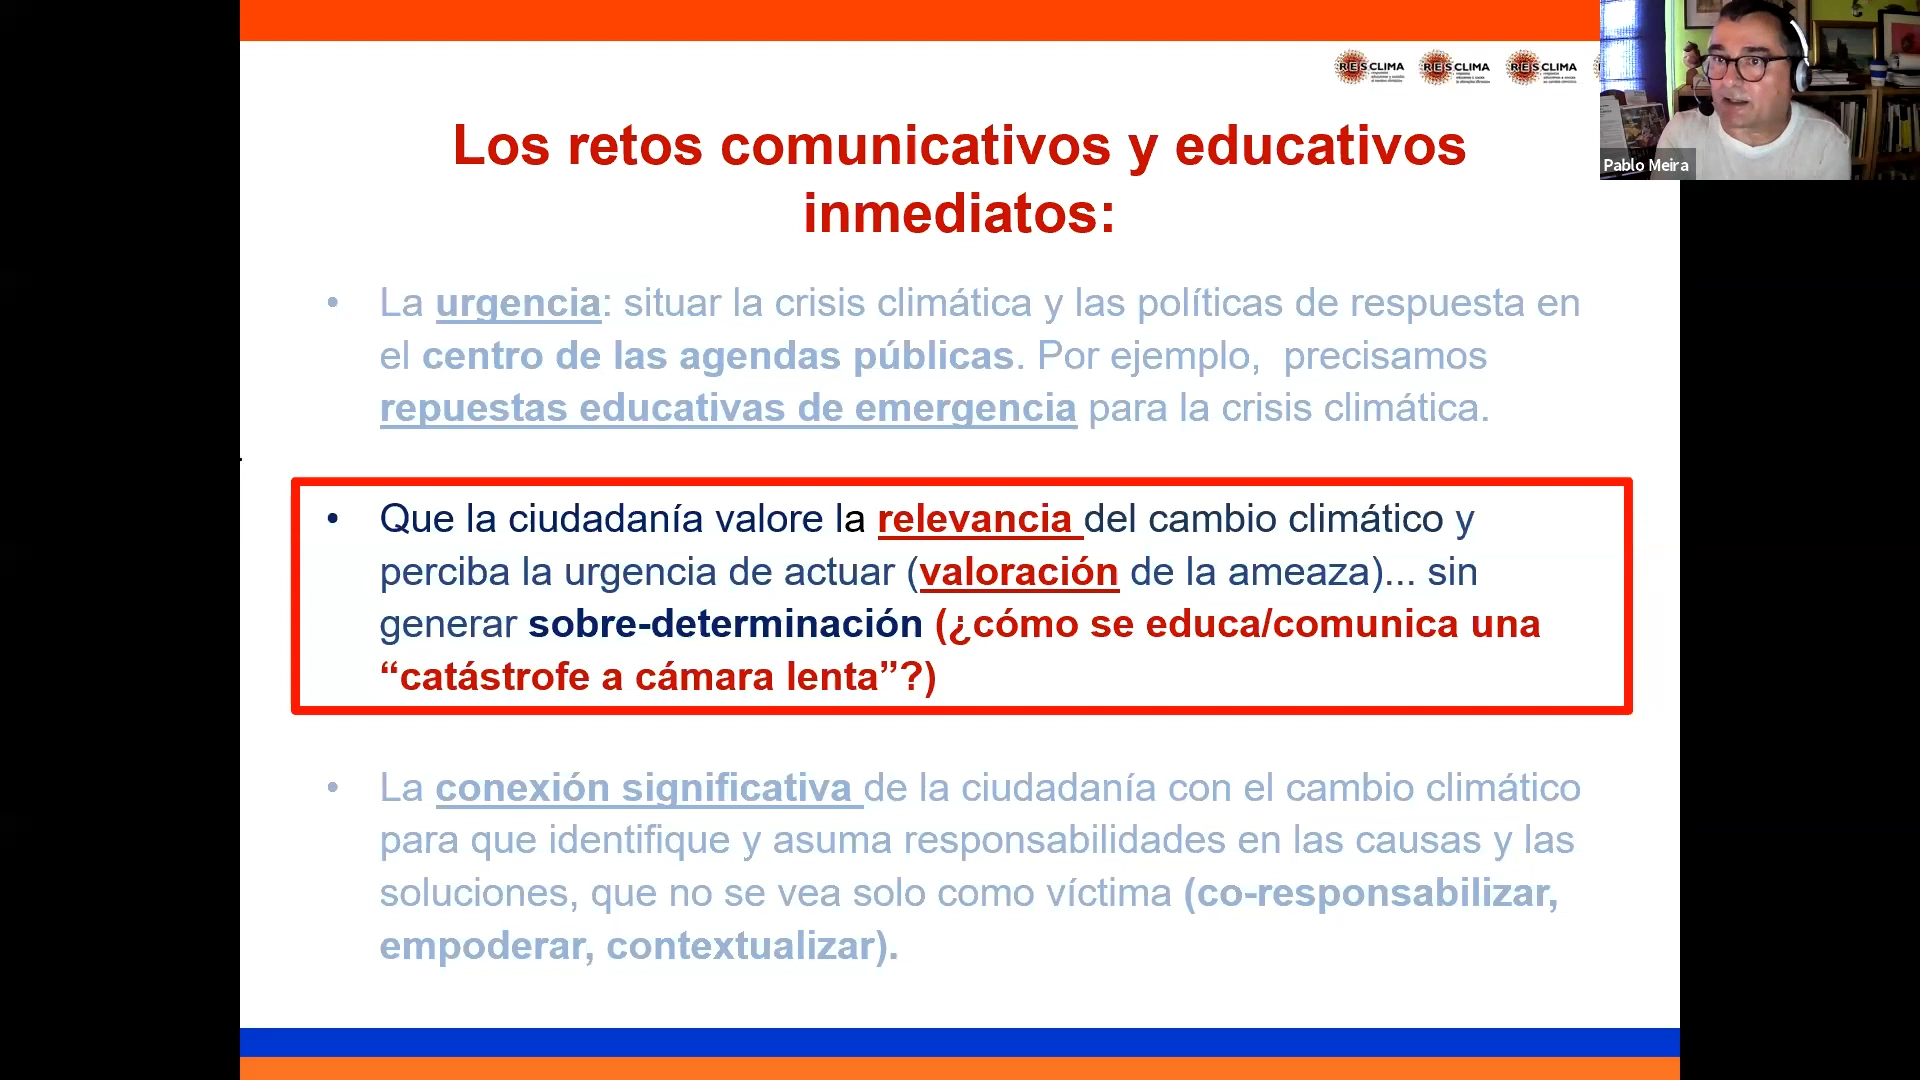 RESCLIMA RESCLIMA RESCLIMA
Pablo Meira
Los retos comunicativos y educativos
inmediatos:
• La urgencia: situar la crisis climática y las políticas de respuesta en
el centro de las agendas públicas. Por ejemplo, precisamos
repuestas educativas de emergencia para la crisis climática.
• Que la ciudadanía valore la relevancia del cambio climático y
perciba la urgencia de actuar (valoración de la ameaza)... sin
generar sobre-determinación (¿cómo se educa/comunica una
“catástrofe a cámara lenta”?)
• La conexión significativa de la ciudadanía con el cambio climático
para que identifique y asuma responsabilidades en las causas y las
soluciones, que no se vea solo como víctima (co-responsabilizar,
empoderar, contextualizar).